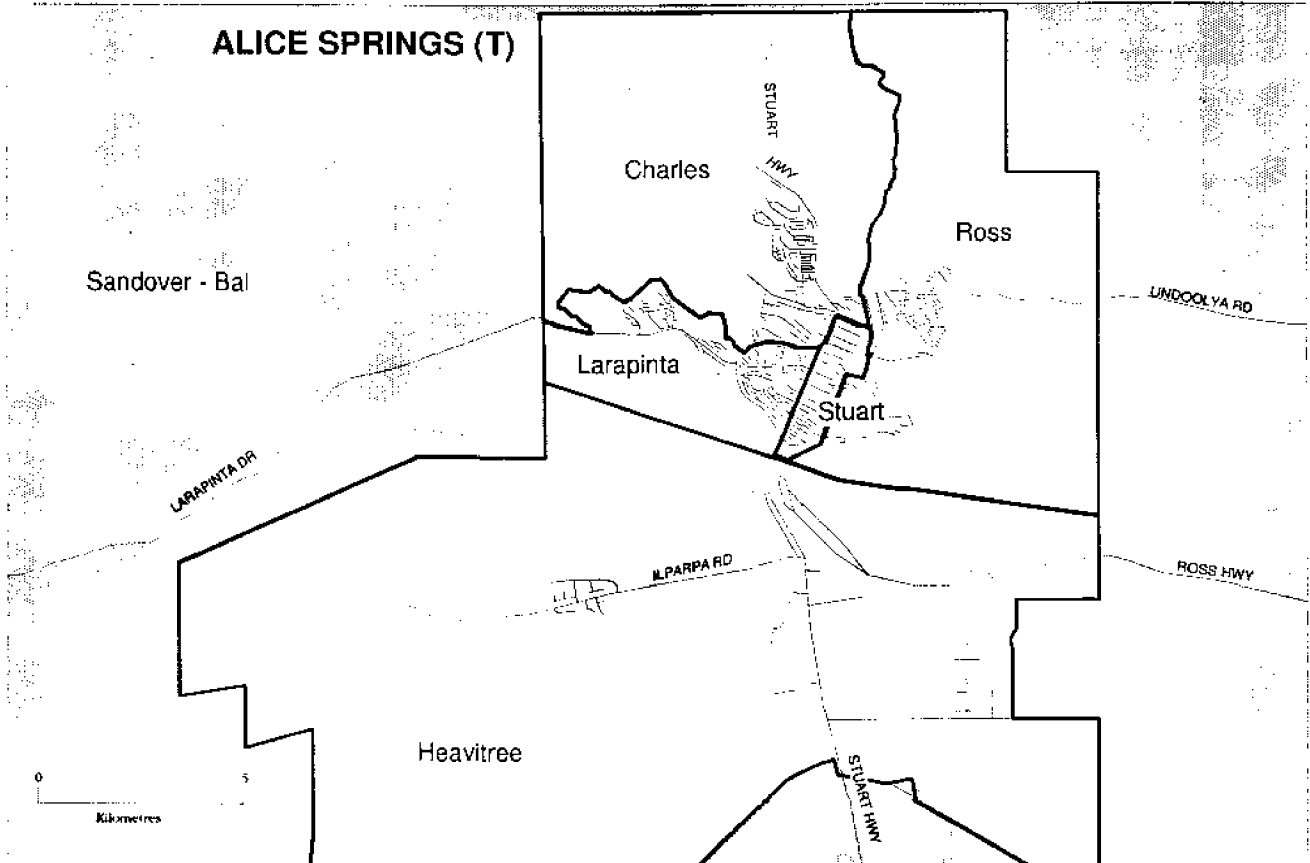 ALICE SPRINGS (T)
STUART
HWY
Charles
Ross
Sandover - Bal
UNDOOLYA RD
Larapinta
Stuart
LARAPINTA DR
ILPARPA RD
ROSS HWY
Heavitree
STUART HWY
0 5
Kilometres